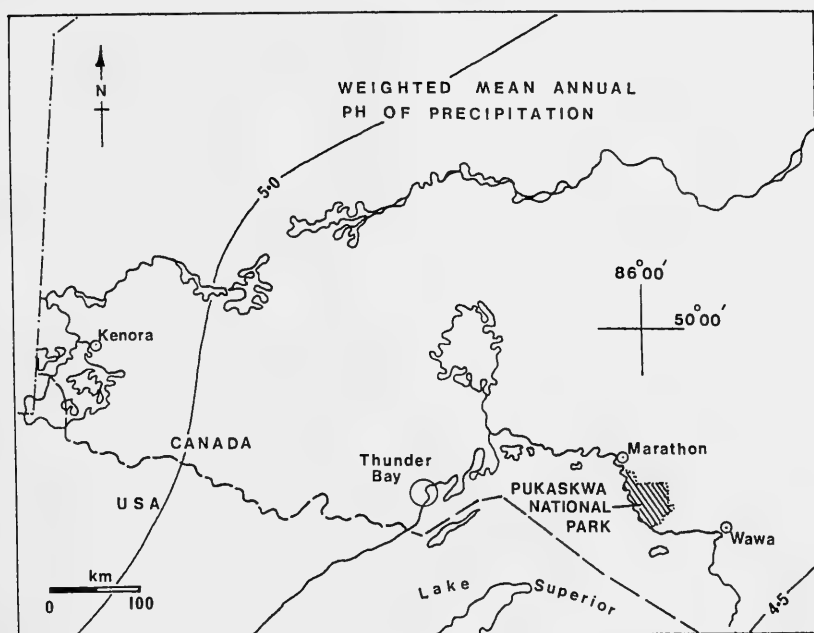 N
WEIGHTED MEAN ANNUAL
PH OF PRECIPITATION
5·0
86°00′
50°00′
Kenora
CANADA
USA
Thunder
Bay
Marathon
PUKASKWA
NATIONAL
PARK
Wawa
km
0 100
Lake Superior
4·5